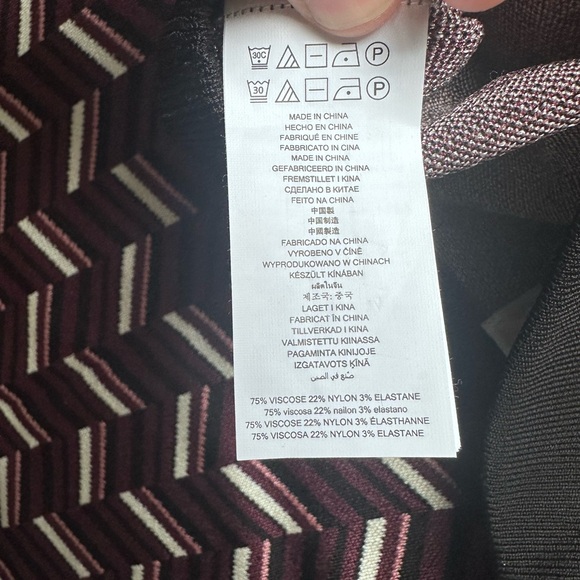 30C P
30 P
MADE IN CHINA
HECHO EN CHINA
FABRIQUÉ EN CHINE
FABBRICATO IN CINA
MADE IN CHINA
GEFABRICEERD IN CHINA
FREMSTILLET I KINA
СДЕЛАНО В КИТАЕ
FEITO NA CHINA
中国製
中国制造
中國製造
FABRICADO NA CHINA
VYROBENO V ČÍNĚ
WYPRODUKOWANO W CHINACH
KÉSZÜLT KÍNÁBAN
ผลิตในจีน
제조국: 중국
LAGET I KINA
FABRICAT ÎN CHINA
TILLVERKAD I KINA
VALMISTETTU KIINASSA
PAGAMINTA KINIJOJE
IZGATAVOTS ĶĪNĀ
صنع في الصين
75% VISCOSE 22% NYLON 3% ELASTANE
75% viscosa 22% nailon 3% elastano
75% VISCOSE 22% NYLON 3% ÉLASTHANNE
75% VISCOSA 22% NYLON 3% ELASTANE